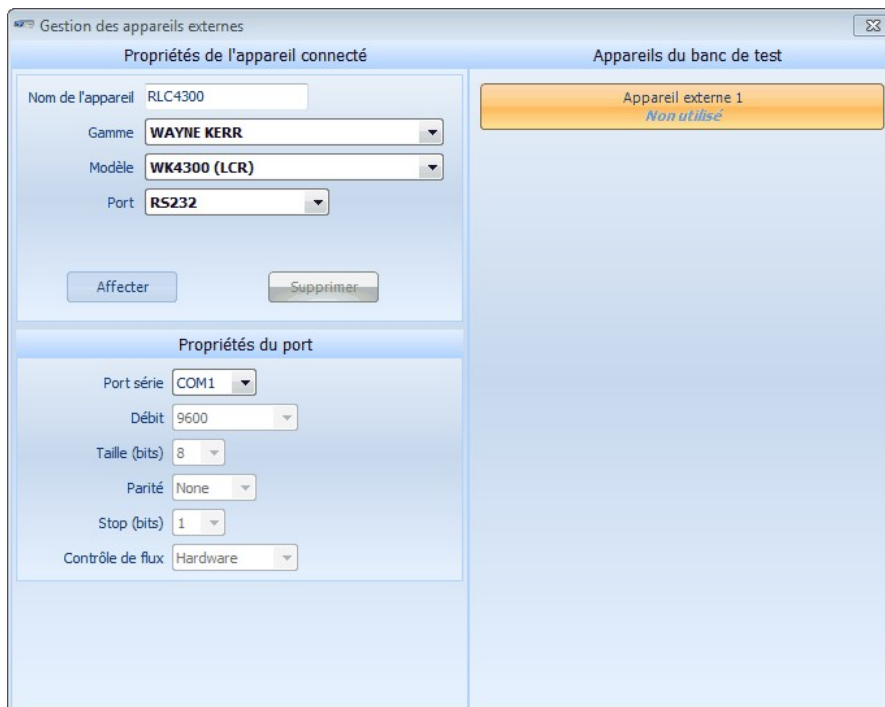 Gestion des appareils externes
Propriétés de l'appareil connecté
Nom de l'appareil RLC4300
Gamme WAYNE KERR
Modèle WK4300 (LCR)
Port RS232
Affecter Supprimer
Propriétés du port
Port série COM1
Débit 9600
Taille (bits) 8
Parité None
Stop (bits) 1
Contrôle de flux Hardware
Appareils du banc de test
Appareil externe 1
Non utilisé